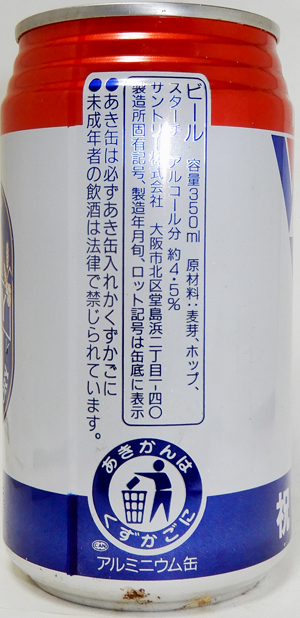 ビール 容量350ml 原材料:麦芽、ホップ、
スターチ アルコール分 約4・5%
サントリー株式会社 大阪市北区堂島浜二丁目一ー四〇
製造所固有記号、製造年月旬、ロット記号は缶底に表示
●あき缶は必ずあき缶入れかくずかごに
●未成年者の飲酒は法律で禁じられています。
あきかんは
くずかごに
アルミニウム缶
祝